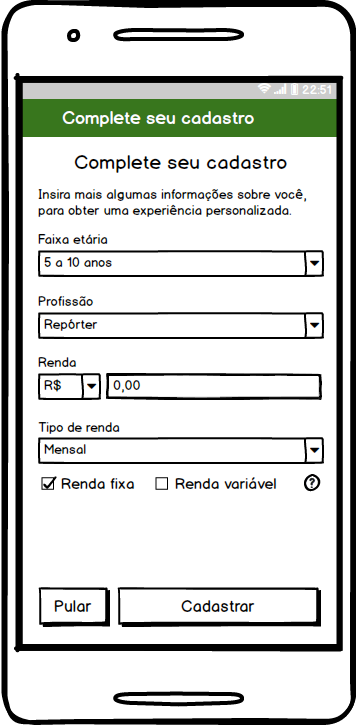 22:51
Complete seu cadastro
Complete seu cadastro
Insira mais algumas informações sobre você,
para obter uma experiência personalizada.
Faixa etária
5 a 10 anos
Profissão
Repórter
Renda
R$ 0,00
Tipo de renda
Mensal
Renda fixa Renda variável ?
Pular Cadastrar